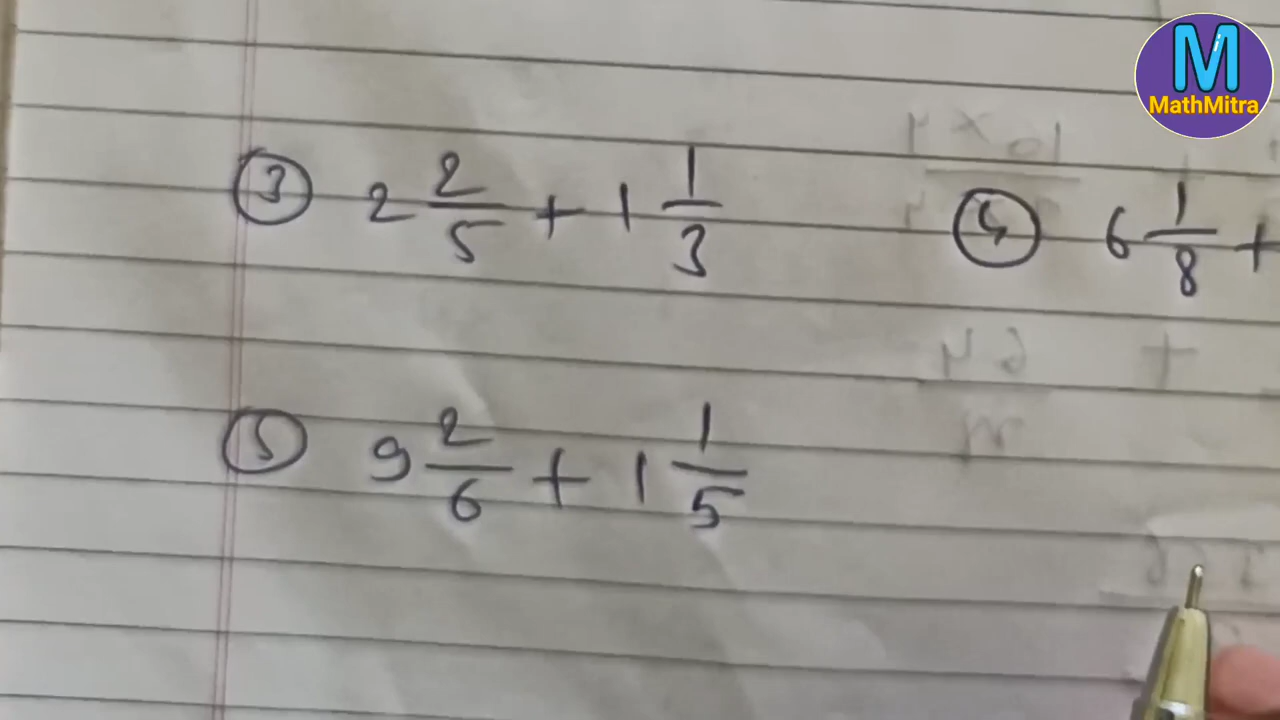 M
MathMitra
③ 2 2/5 + 1 1/3
④ 6 1/8 +
⑤ 9 2/6 + 1 1/5